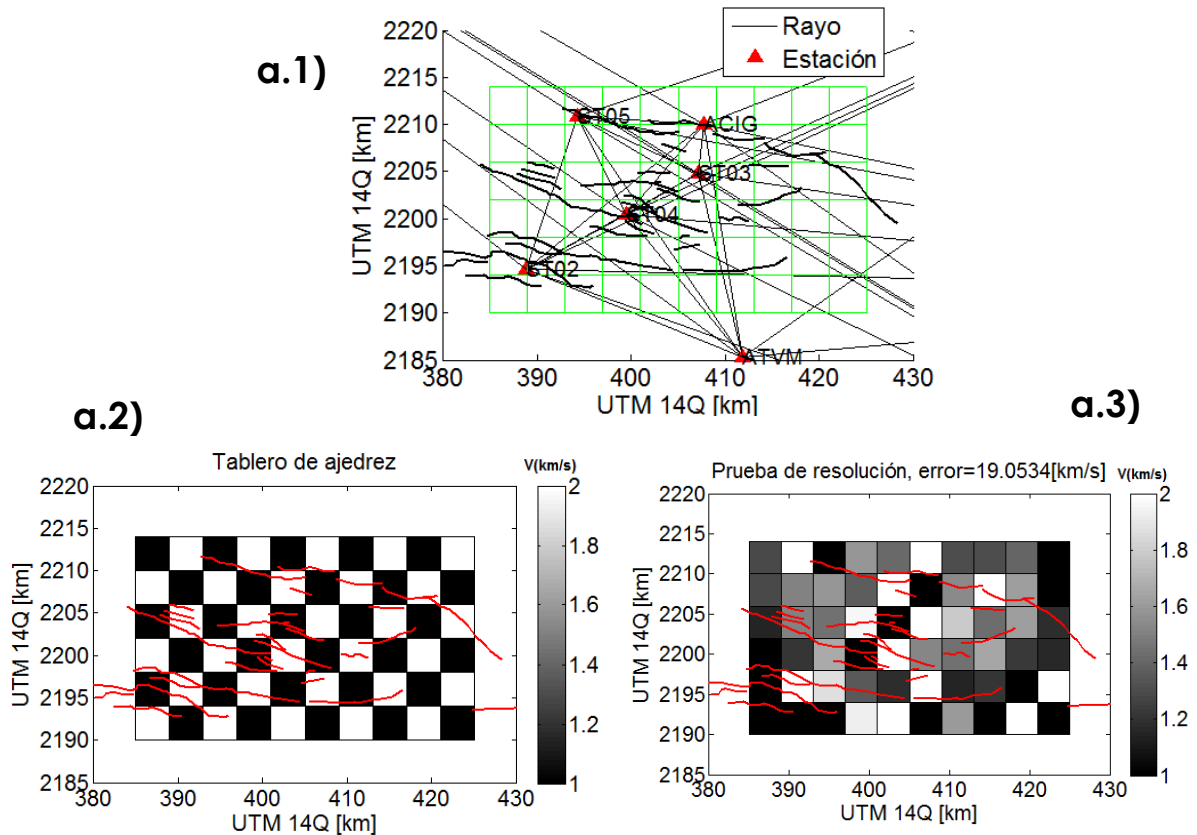 a.1)
Rayo
Estación
2220
2215
2210
2205
2200
2195
2190
2185
UTM 14Q [km]
ST05
ACIG
ST03
ST04
ST02
ATVM
380 390 400 410 420 430
UTM 14Q [km]
a.2)
Tablero de ajedrez
V(km/s)
2220
2215
2210
2205
2200
2195
2190
2185
UTM 14Q [km]
380 390 400 410 420 430
UTM 14Q [km]
2
1.8
1.6
1.4
1.2
1
a.3)
Prueba de resolución, error=19.0534[km/s]
V(km/s)
2220
2215
2210
2205
2200
2195
2190
2185
UTM 14Q [km]
380 390 400 410 420 430
UTM 14Q [km]
2
1.8
1.6
1.4
1.2
1